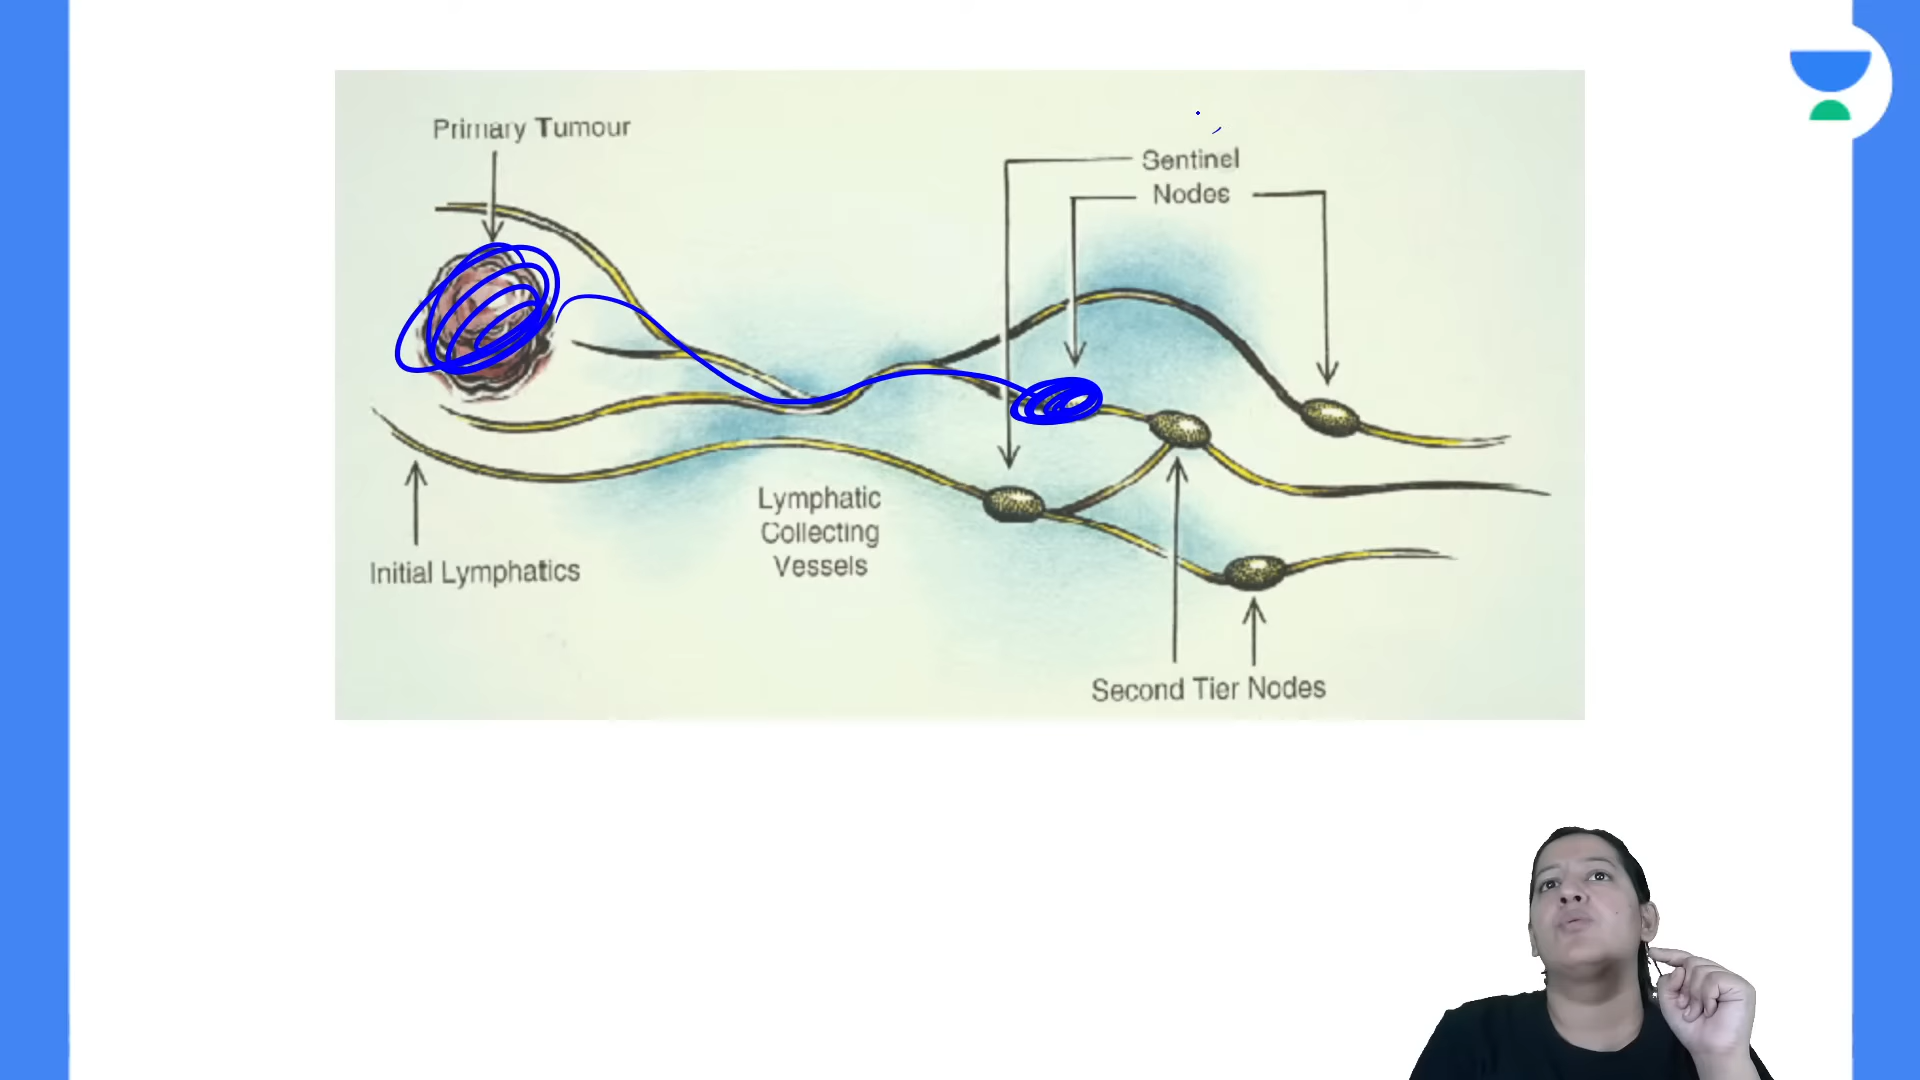 Primary Tumour
Sentinel
Nodes
Lymphatic
Collecting
Vessels
Initial Lymphatics
Second Tier Nodes